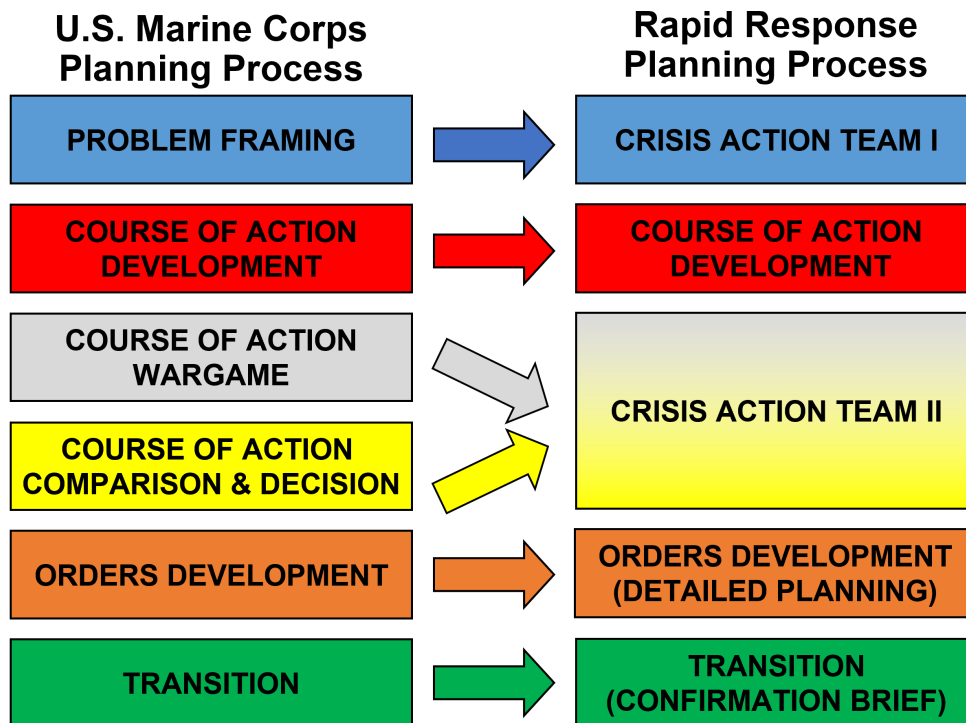 U.S. Marine Corps
Planning Process
Rapid Response
Planning Process
PROBLEM FRAMING
CRISIS ACTION TEAM I
COURSE OF ACTION
DEVELOPMENT
COURSE OF ACTION
DEVELOPMENT
COURSE OF ACTION
WARGAME
CRISIS ACTION TEAM II
COURSE OF ACTION
COMPARISON & DECISION
ORDERS DEVELOPMENT
ORDERS DEVELOPMENT
(DETAILED PLANNING)
TRANSITION
TRANSITION
(CONFIRMATION BRIEF)